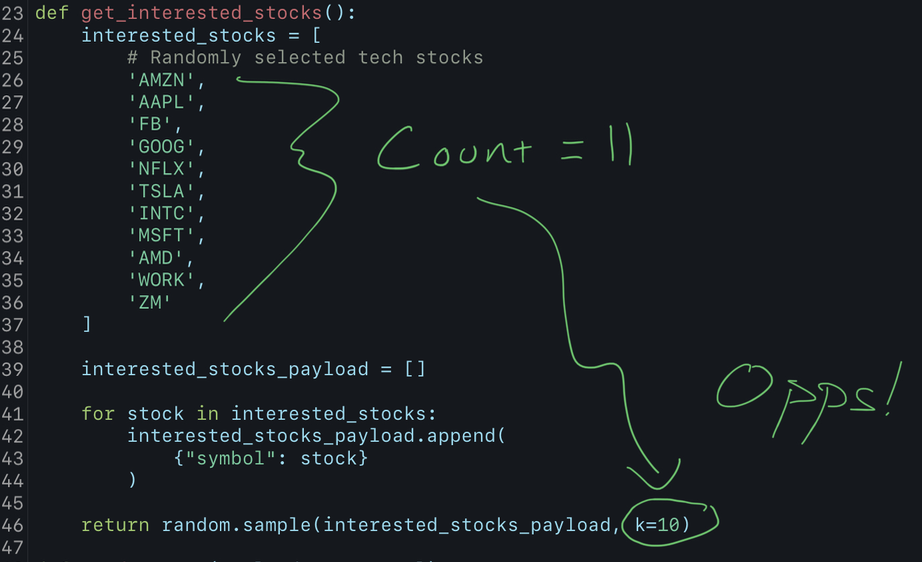 23 def get_interested_stocks():
24     interested_stocks = [
25         # Randomly selected tech stocks
26         'AMZN',
27         'AAPL',
28         'FB',
29         'GOOG',
30         'NFLX',
31         'TSLA',
32         'INTC',
33         'MSFT',
34         'AMD',
35         'WORK',
36         'ZM'
37     ]
38
39     interested_stocks_payload = []
40
41     for stock in interested_stocks:
42         interested_stocks_payload.append(
43             {"symbol": stock}
44         )
45
46     return random.sample(interested_stocks_payload, k=10)
47
Count = 11
Opps!